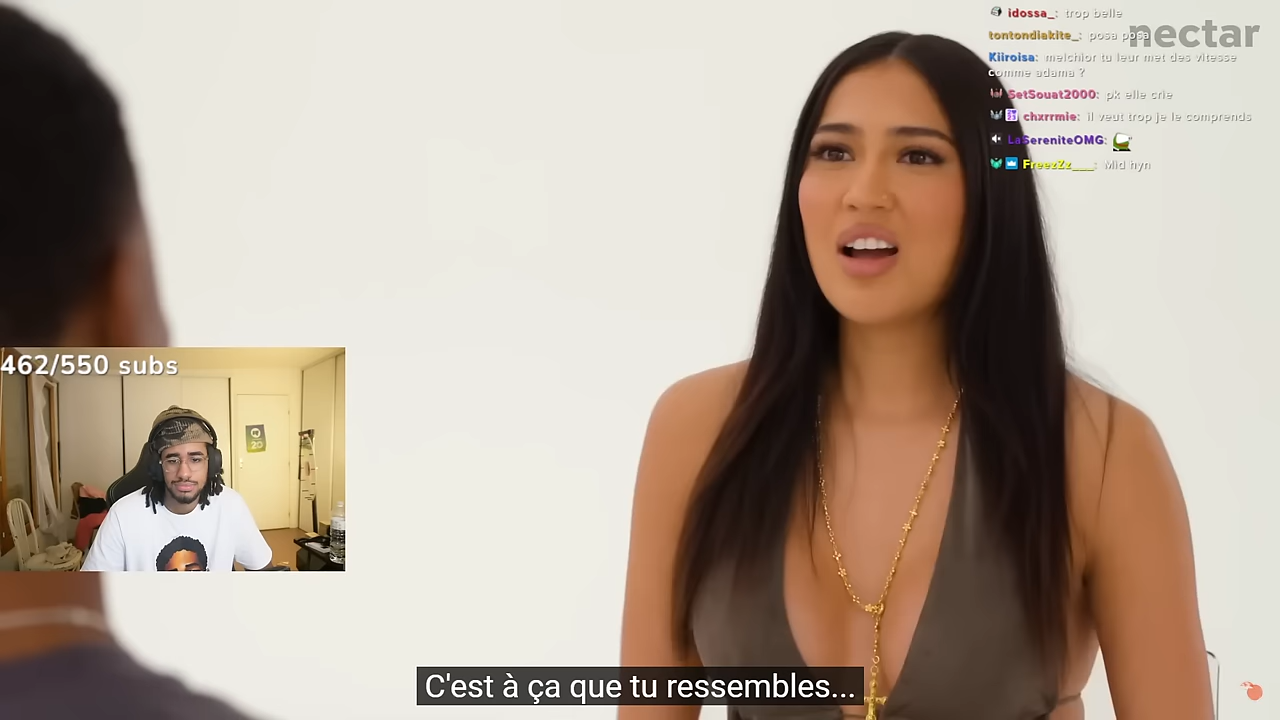 idossa_: trop belle
nectar
tontondiakite_: posa posa
Kiiroisa: melchior tu leur met des vitesse
comme adama ?
SetSouat2000: pk elle crie
chxrrmie: il veut trop je le comprends
LaSereniteOMG:
FreezZz___: Mid hyn
462/550 subs
20
C'est à ça que tu ressembles...